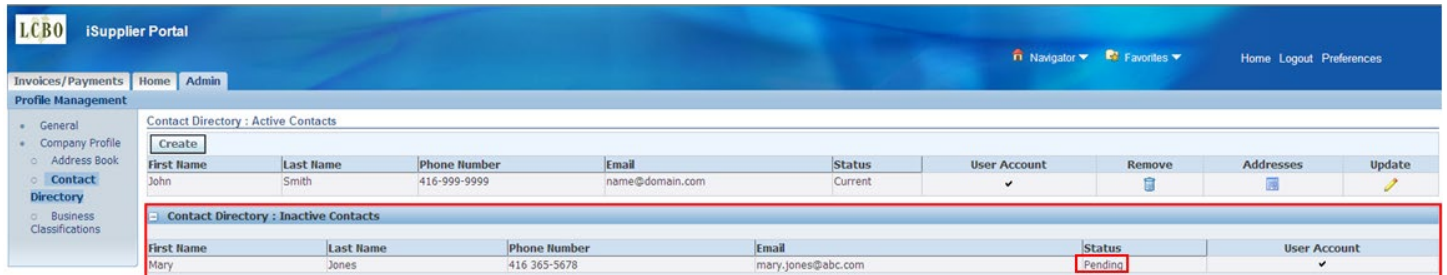 LCBO iSupplier Portal
Navigator Favorites Home Logout Preferences
Invoices/Payments Home Admin
Profile Management
General
Company Profile
Address Book
Contact
Directory
Business
Classifications
Contact Directory : Active Contacts
Create
First Name Last Name Phone Number Email Status User Account Remove Addresses Update
John Smith 416-999-9999 name@domain.com Current
Contact Directory : Inactive Contacts
First Name Last Name Phone Number Email Status User Account
Mary Jones 416 365-5678 mary.jones@abc.com Pending